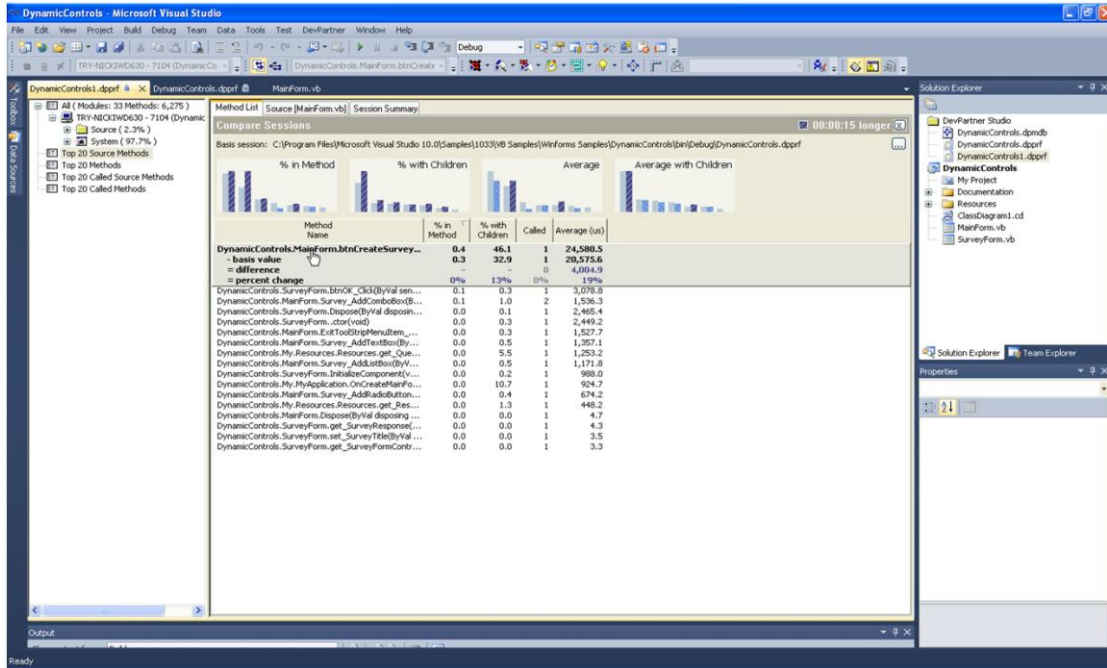 DynamicControls - Microsoft Visual Studio
File Edit View Project Build Debug Team Data Tools Test DevPartner Window Help
Debug
TRY-NICKIWD630 - 7104 (DynamicCo DynamicControls.MainForm.btnCreate
DynamicControls1.dpprf DynamicControls.dpprf MainForm.vb
Toolbox
Data Sources
All ( Modules: 33 Methods: 6,275 )
TRY-NICKIWD630 - 7104 (Dynamic
Source ( 2.3% )
System ( 97.7% )
Top 20 Source Methods
Top 20 Methods
Top 20 Called Source Methods
Top 20 Called Methods
Method List Source [MainForm.vb] Session Summary
Compare Sessions 00:00:15 longer
Basis session: C:\Program Files\Microsoft Visual Studio 10.0\Samples\1033\VB Samples\WinForms Samples\DynamicControls\bin\Debug\DynamicControls.dpprf ...
% in Method % with Children Average Average with Children
Method Name % in Method % with Children Called Average (us)
DynamicControls.MainForm.btnCreateSurvey... 0.4 46.1 1 24,580.5
- basis value 0.3 32.9 1 20,575.6
= difference - - 0 4,004.9
= percent change 0% 13% 0% 19%
DynamicControls.SurveyForm.btnOK_Click(ByVal sen... 0.1 0.3 1 3,078.8
DynamicControls.MainForm.Survey_AddComboBox(B... 0.1 1.0 2 1,536.3
DynamicControls.SurveyForm.Dispose(ByVal disposin... 0.0 0.1 1 2,465.4
DynamicControls.SurveyForm..ctor(void) 0.0 0.3 1 2,449.2
DynamicControls.MainForm.ExitToolStripMenuItem_... 0.0 0.3 1 1,527.7
DynamicControls.MainForm.Survey_AddTextBox(By... 0.0 0.5 1 1,357.1
DynamicControls.My.Resources.Resources.get_Que... 0.0 5.5 1 1,253.2
DynamicControls.MainForm.Survey_AddListBox(ByV... 0.0 0.5 1 1,171.8
DynamicControls.SurveyForm.InitializeComponent(v... 0.0 0.2 1 988.0
DynamicControls.My.MyApplication.OnCreateMainFo... 0.0 10.7 1 924.7
DynamicControls.MainForm.Survey_AddRadioButton... 0.0 0.4 1 674.2
DynamicControls.My.Resources.Resources.get_Res... 0.0 1.3 1 448.2
DynamicControls.MainForm.Dispose(ByVal disposing ... 0.0 0.0 1 4.7
DynamicControls.SurveyForm.get_SurveyResponse(... 0.0 0.0 1 4.3
DynamicControls.SurveyForm.set_SurveyTitle(ByVal ... 0.0 0.0 1 3.5
DynamicControls.SurveyForm.get_SurveyFormContr... 0.0 0.0 1 3.3
Solution Explorer
DevPartner Studio
DynamicControls.dpmdb
DynamicControls.dpprf
DynamicControls1.dpprf
DynamicControls
My Project
Documentation
Resources
ClassDiagram1.cd
MainForm.vb
SurveyForm.vb
Solution Explorer Team Explorer
Properties
Output
Ready